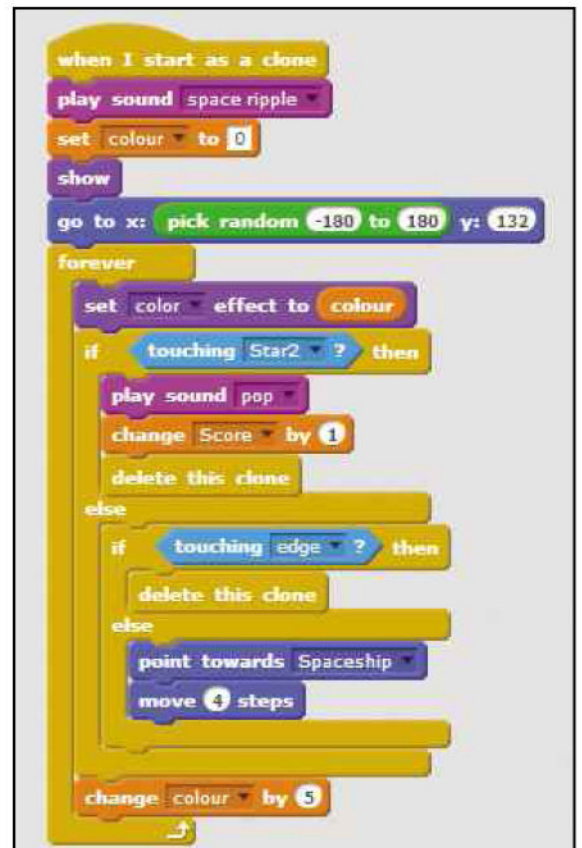 when I start as a clone
play sound space ripple
set colour to 0
show
go to x: pick random -180 to 180 y: 132
forever
set color effect to colour
if touching Star2 ? then
play sound pop
change Score by 1
delete this clone
else
if touching edge ? then
delete this clone
else
point towards Spaceship
move 4 steps
change colour by 5